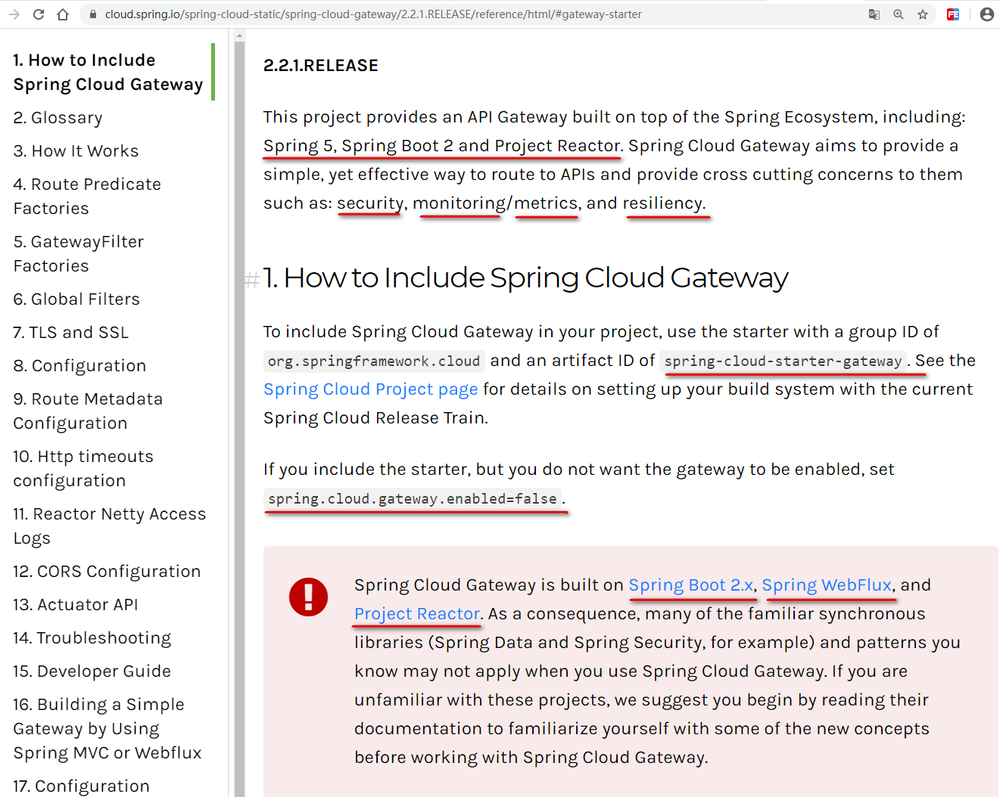 cloud.spring.io/spring-cloud-static/spring-cloud-gateway/2.2.1.RELEASE/reference/html/#gateway-starter
FE
1. How to Include
Spring Cloud Gateway
2. Glossary
3. How It Works
4. Route Predicate
Factories
5. GatewayFilter
Factories
6. Global Filters
7. TLS and SSL
8. Configuration
9. Route Metadata
Configuration
10. Http timeouts
configuration
11. Reactor Netty Access
Logs
12. CORS Configuration
13. Actuator API
14. Troubleshooting
15. Developer Guide
16. Building a Simple
Gateway by Using
Spring MVC or Webflux
17. Configuration
2.2.1.RELEASE
This project provides an API Gateway built on top of the Spring Ecosystem, including:
Spring 5, Spring Boot 2 and Project Reactor. Spring Cloud Gateway aims to provide a
simple, yet effective way to route to APIs and provide cross cutting concerns to them
such as: security, monitoring/metrics, and resiliency.
#1. How to Include Spring Cloud Gateway
To include Spring Cloud Gateway in your project, use the starter with a group ID of
org.springframework.cloud and an artifact ID of spring-cloud-starter-gateway. See the
Spring Cloud Project page for details on setting up your build system with the current
Spring Cloud Release Train.
If you include the starter, but you do not want the gateway to be enabled, set
spring.cloud.gateway.enabled=false.
Spring Cloud Gateway is built on Spring Boot 2.x, Spring WebFlux, and
Project Reactor. As a consequence, many of the familiar synchronous
libraries (Spring Data and Spring Security, for example) and patterns you
know may not apply when you use Spring Cloud Gateway. If you are
unfamiliar with these projects, we suggest you begin by reading their
documentation to familiarize yourself with some of the new concepts
before working with Spring Cloud Gateway.